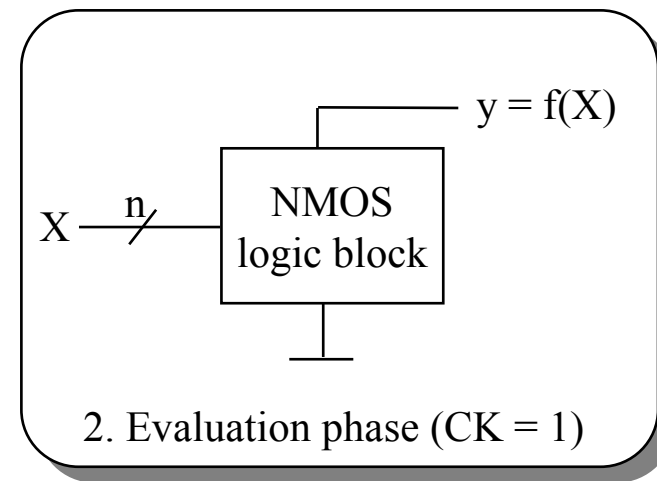 y = f(X)
n
X
NMOS
logic block
2. Evaluation phase (CK = 1)